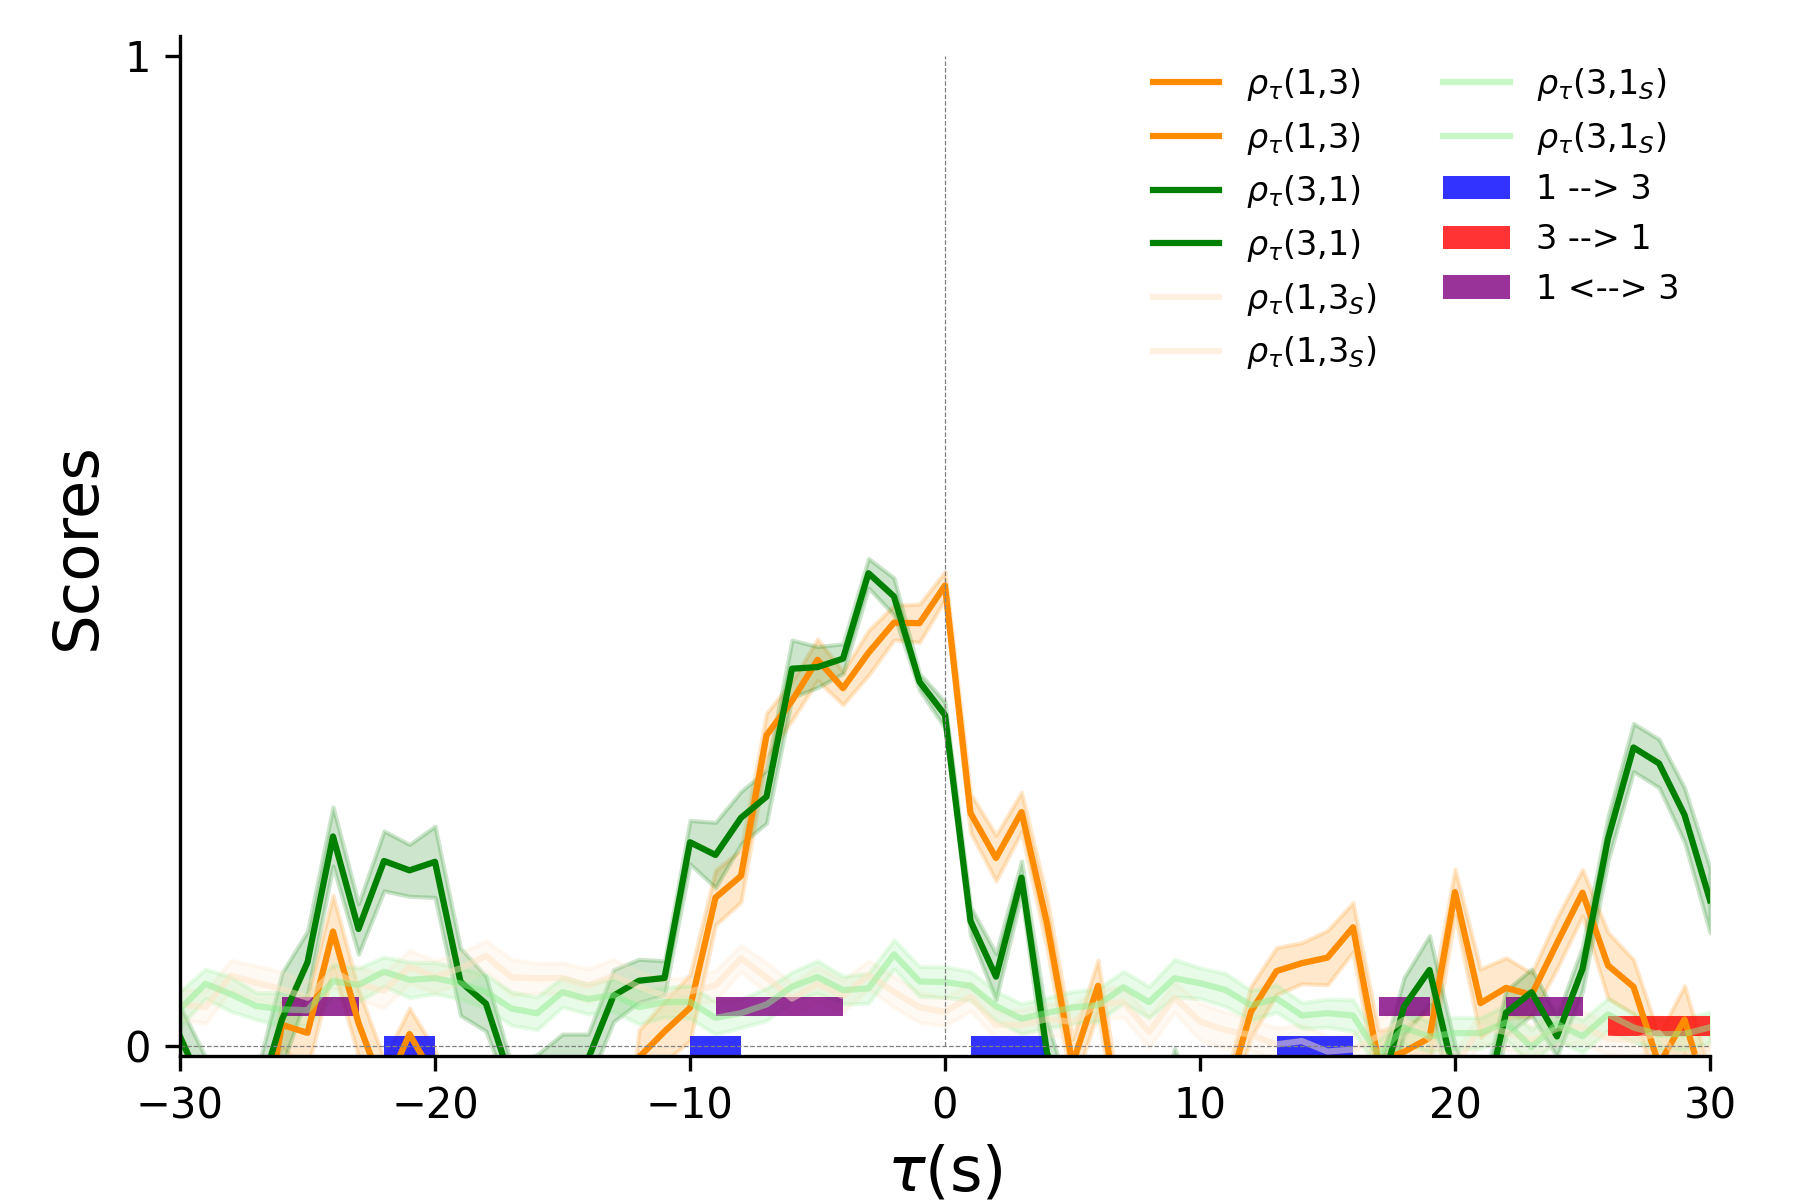 1
0
Scores
−30 −20 −10 0 10 20 30
τ(s)
ρτ(1,3)
ρτ(1,3)
ρτ(3,1)
ρτ(3,1)
ρτ(1,3S)
ρτ(1,3S)
ρτ(3,1S)
ρτ(3,1S)
1 --> 3
3 --> 1
1 <--> 3